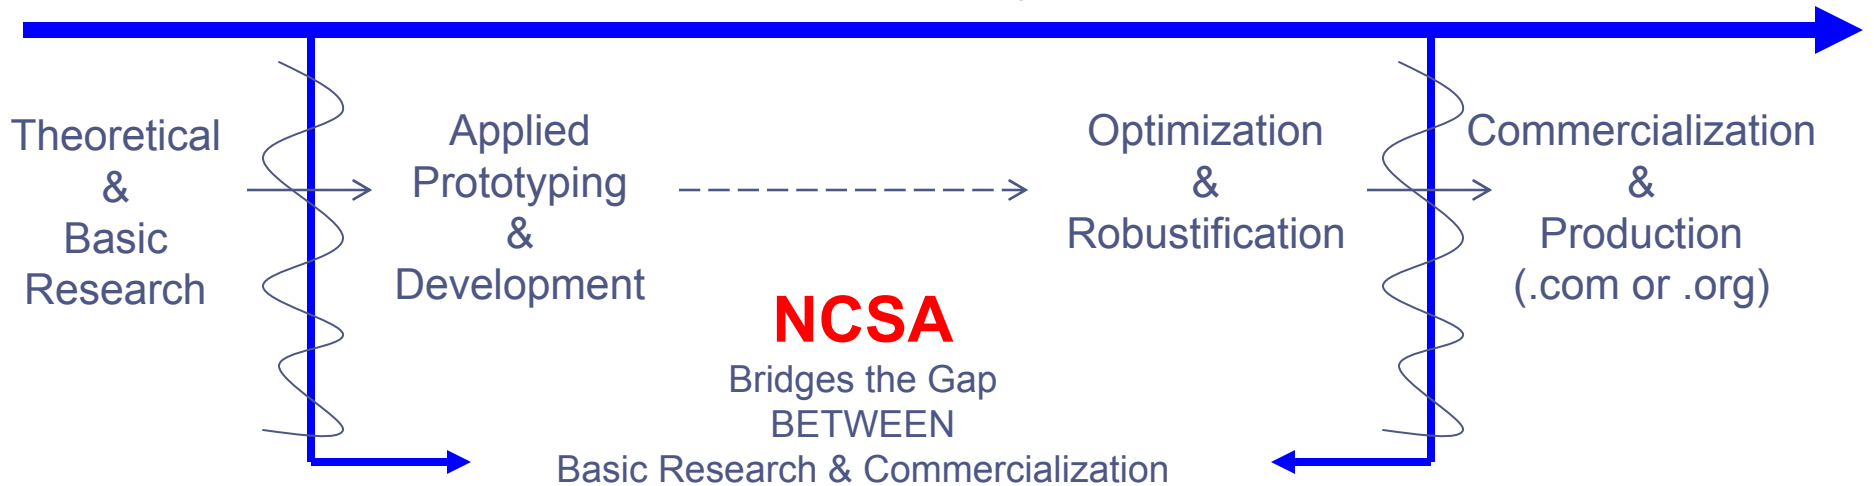 Theoretical
&
Basic
Research
Applied
Prototyping
&
Development
Optimization
&
Robustification
Commercialization
&
Production
(.com or .org)
NCSA
Bridges the Gap
BETWEEN
Basic Research & Commercialization